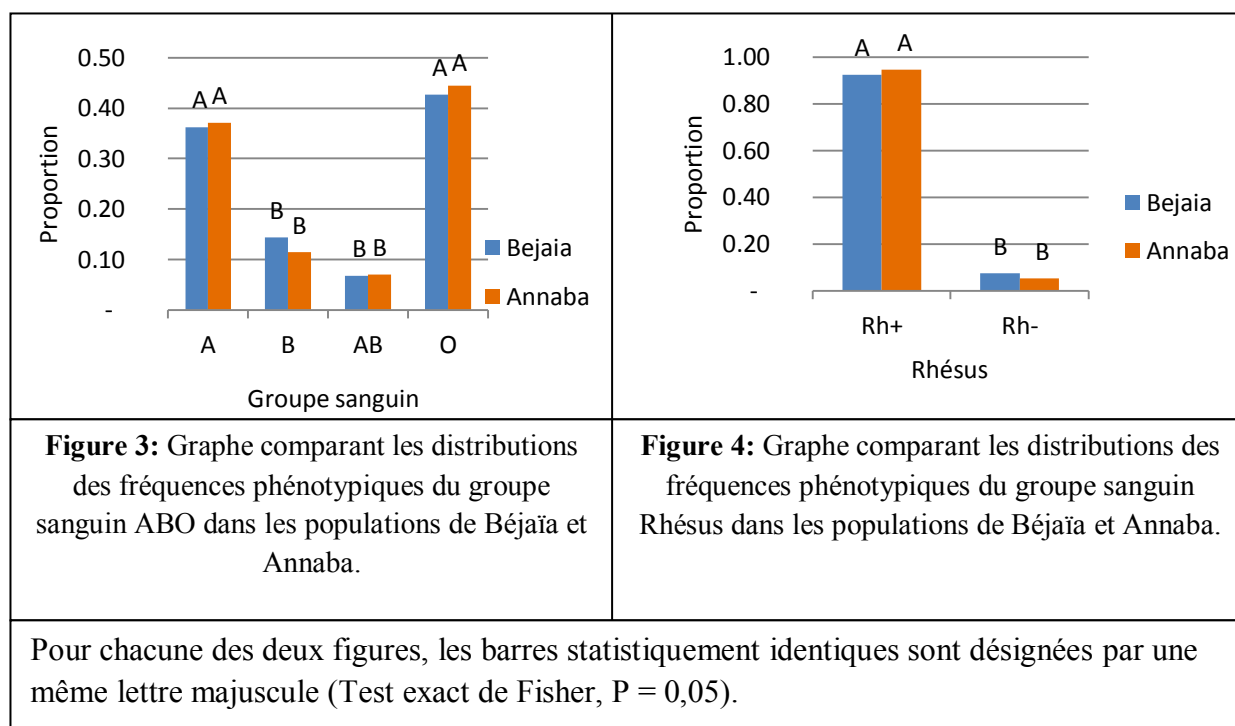 0.50
0.40
0.30
0.20
0.10
-
Proportion
A A
B B
B B
A A
A B AB O
Groupe sanguin
Bejaia
Annaba
1.00
0.80
0.60
0.40
0.20
-
Proportion
A A
B B
Rh+ Rh-
Rhésus
Bejaia
Annaba
Figure 3: Graphe comparant les distributions
des fréquences phénotypiques du groupe
sanguin ABO dans les populations de Béjaïa et
Annaba.
Figure 4: Graphe comparant les distributions des
fréquences phénotypiques du groupe sanguin
Rhésus dans les populations de Béjaïa et Annaba.
Pour chacune des deux figures, les barres statistiquement identiques sont désignées par une
même lettre majuscule (Test exact de Fisher, P = 0,05).